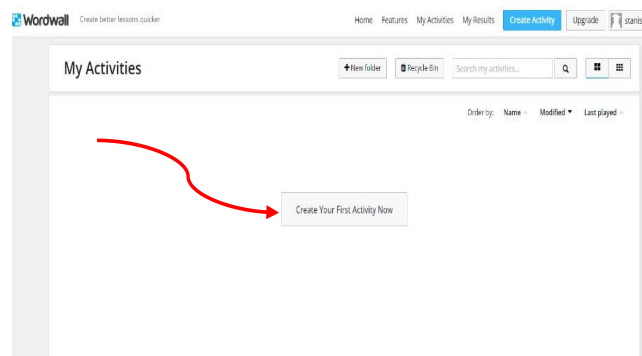 Wordwall Create better lessons quicker Home Features My Activities My Results Create Activity Upgrade stanis
My Activities New folder Recycle Bin Search my activities...
Order by: Name Modified Last played
Create Your First Activity Now